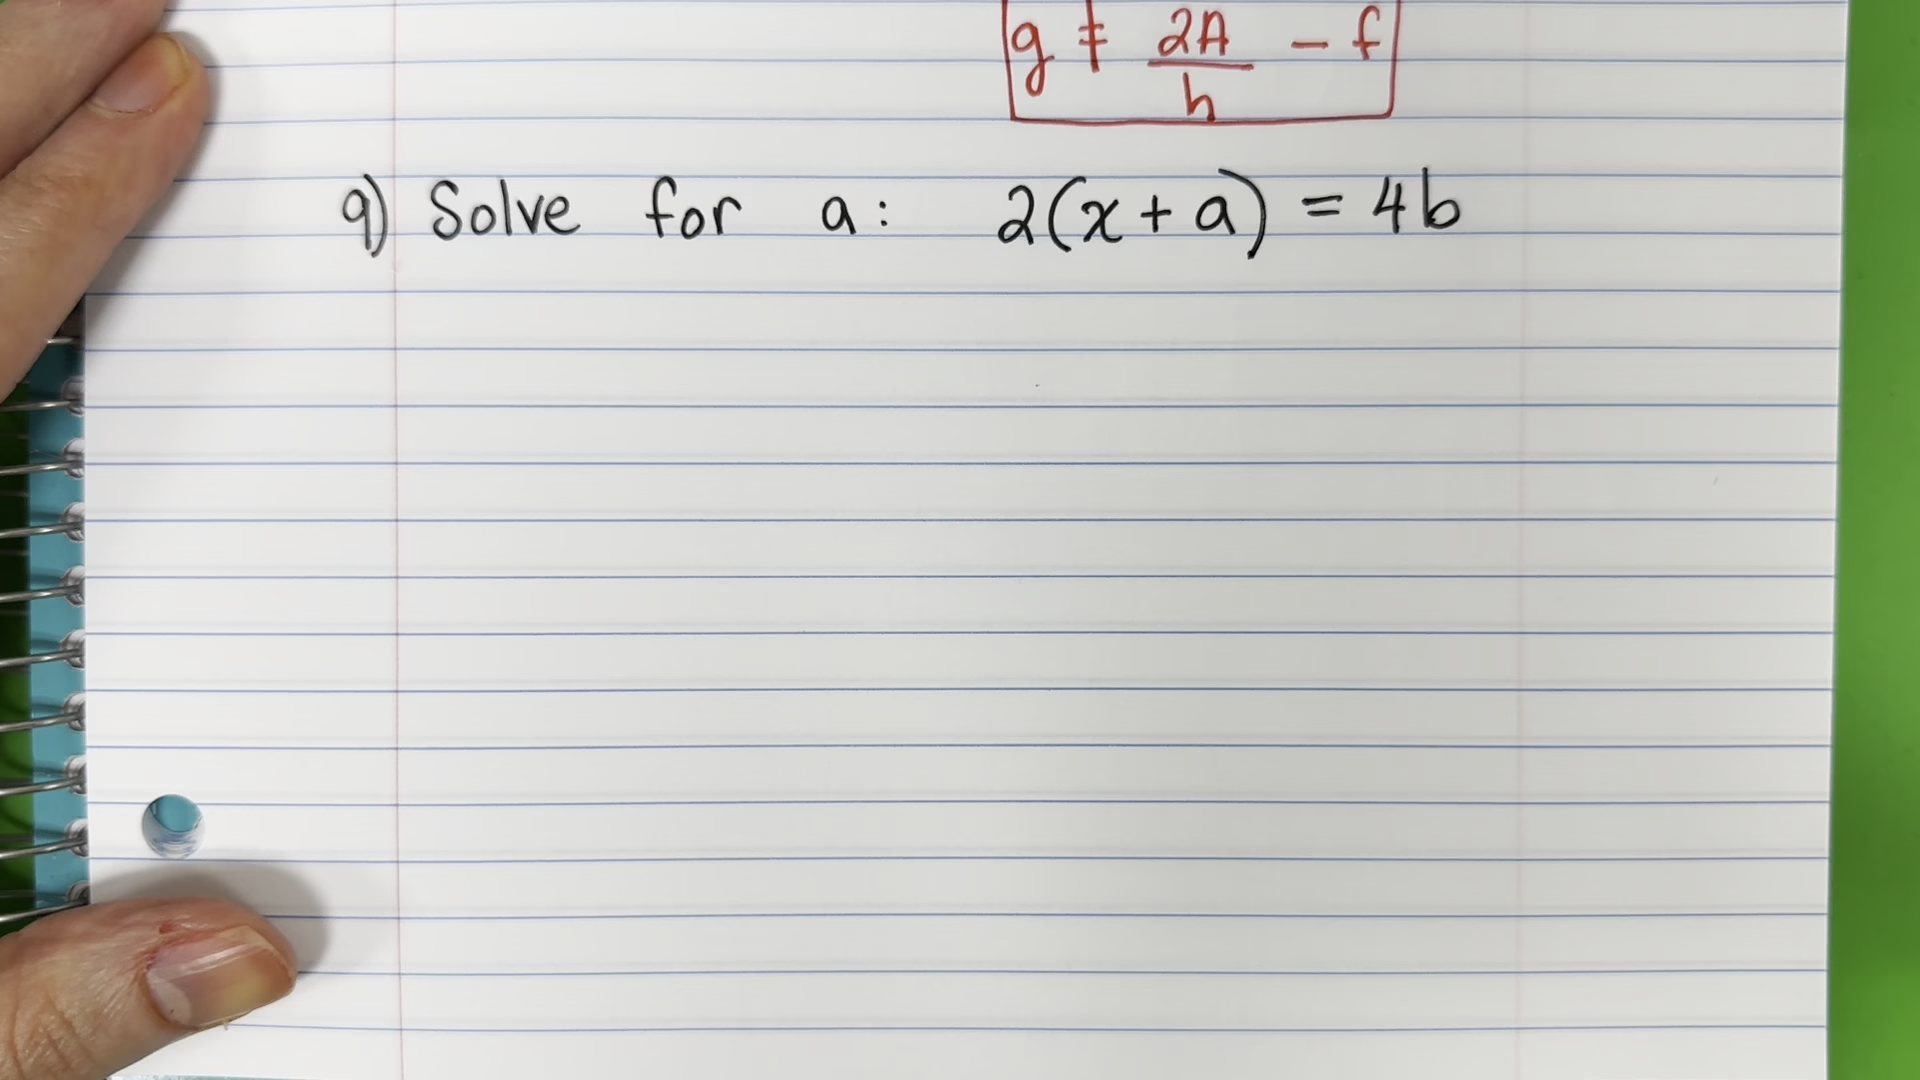 g = 2A/h - f
9) Solve for a: 2(x + a) = 4b